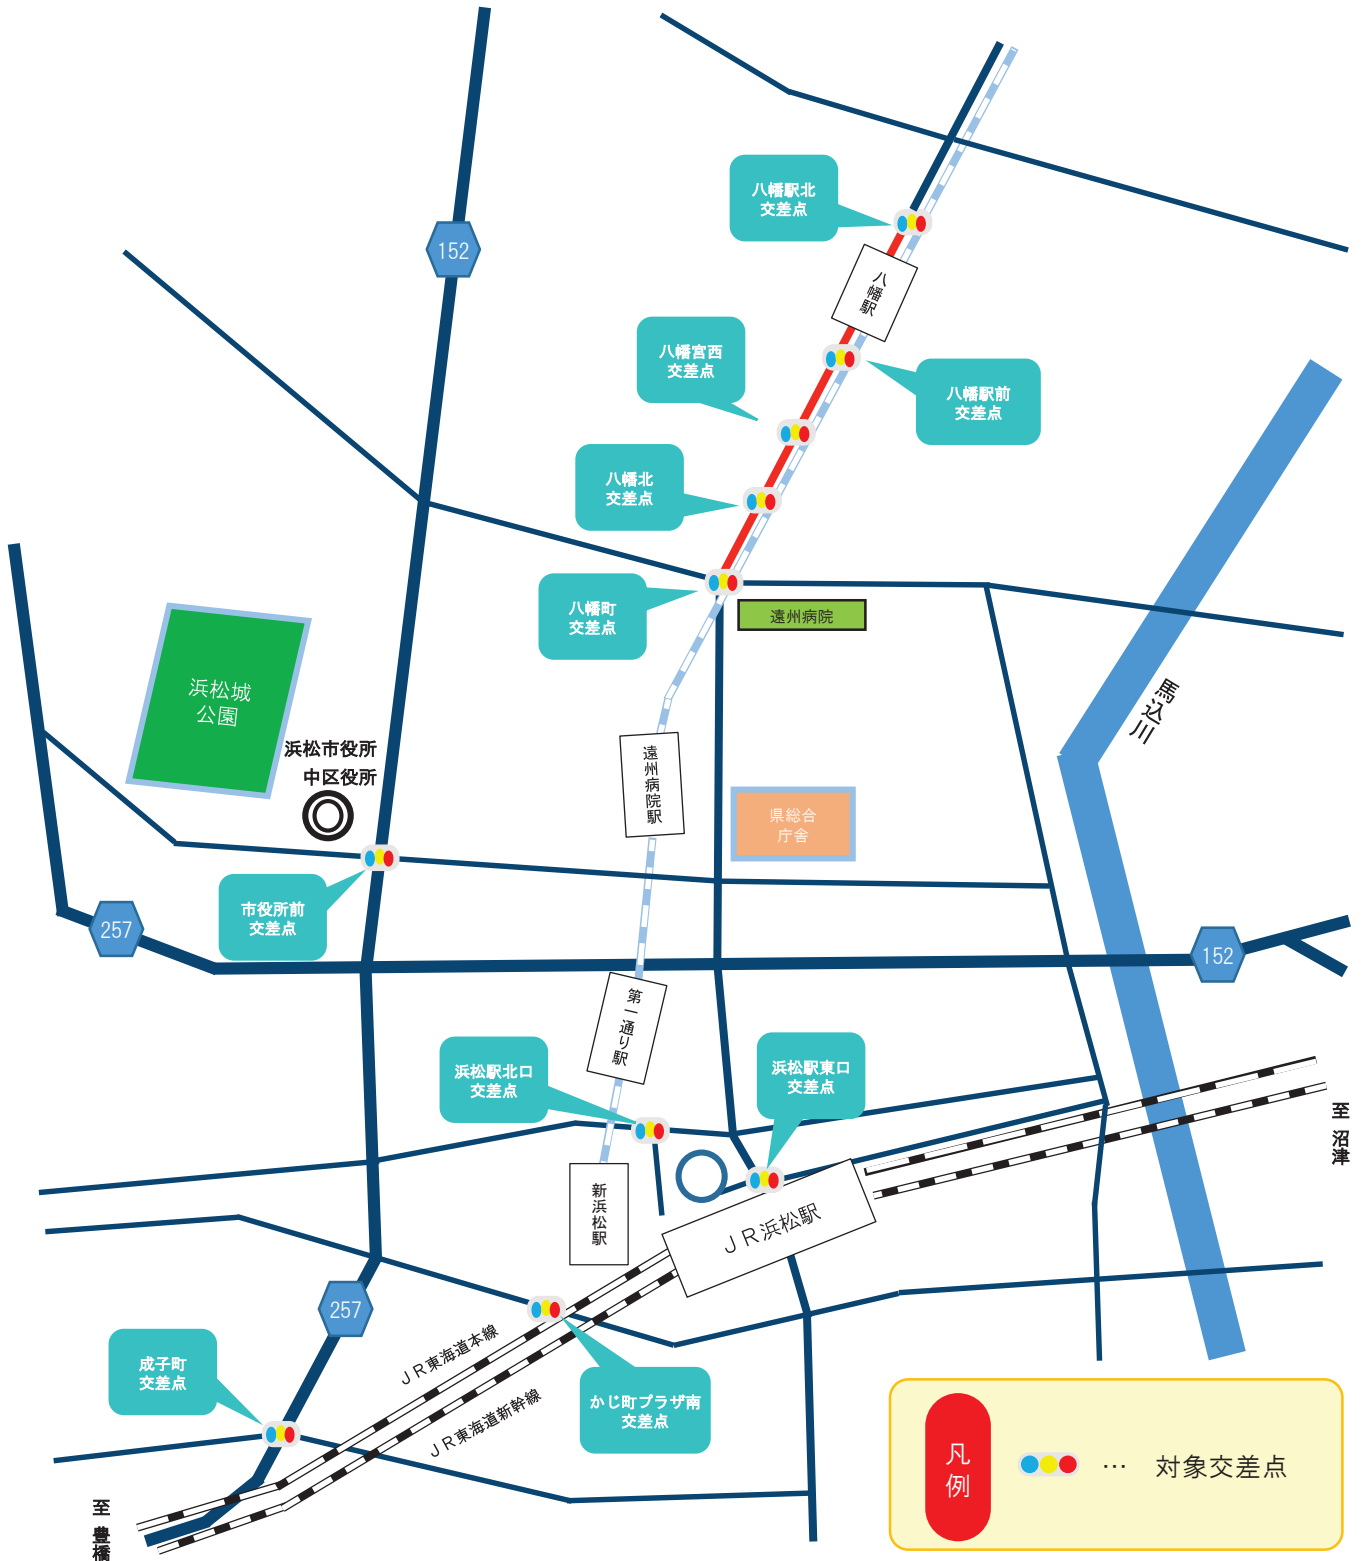 八幡駅北
交差点
152
八幡駅
八幡宮西
交差点
八幡駅前
交差点
八幡北
交差点
八幡町
交差点
遠州病院
浜松城
公園
馬込川
浜松市役所
中区役所
遠州病院駅
県総合
庁舎
市役所前
交差点
257
152
第一通り駅
浜松駅北口
交差点
浜松駅東口
交差点
至 沼津
新浜松駅
ＪＲ浜松駅
257
ＪＲ東海道本線
ＪＲ東海道新幹線
成子町
交差点
かじ町プラザ南
交差点
至 豊橋
凡例
… 対象交差点